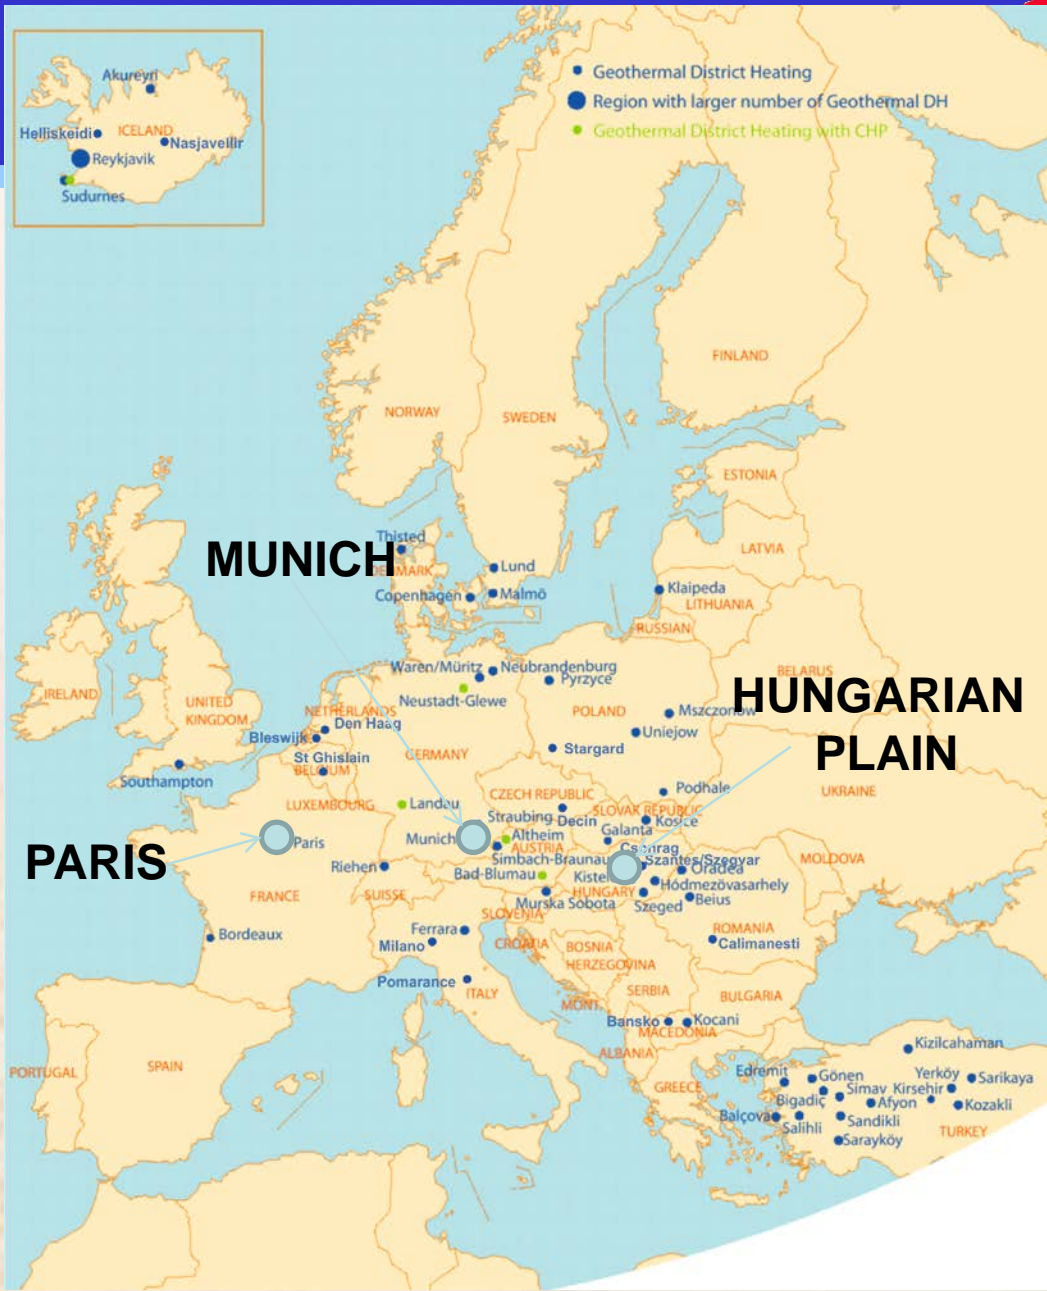 Akureyri
Helliskeidi
ICELAND
Nasjavellir
Reykjavik
Sudurnes
Geothermal District Heating
Region with larger number of Geothermal DH
Geothermal District Heating with CHP
FINLAND
NORWAY
SWEDEN
ESTONIA
Thisted
MUNICH
LATVIA
DENMARK
Lund
Klaipeda
Copenhagen
Malmö
LITHUANIA
RUSSIAN
Waren/Müritz
Neubrandenburg
BELARUS
Pyrzyce
IRELAND
UNITED
KINGDOM
Neustadt-Glewe
HUNGARIAN
PLAIN
NETHERLANDS
POLAND
Mszczonow
Den Haag
Bleswijk
Uniejow
Stargard
GERMANY
St Ghislain
BELGIUM
Southampton
Podhale
UKRAINE
CZECH REPUBLIC
LUXEMBOURG
Landau
Straubing
Decin
SLOVAK REPUBLIC
Kosice
Galanta
Munich
Altheim
AUSTRIA
Paris
PARIS
Csongrag
Simbach-Braunau
Szantes/Szegvar
MOLDOVA
Riehen
Bad-Blumau
Oradea
SUISSE
HUNGARY
Hódmezövasarhely
FRANCE
Murska Sobota
Szeged
Beius
SLOVENIA
Ferrara
ROMANIA
Bordeaux
Milano
CROATIA
BOSNIA
HERZEGOVINA
Calimanesti
Pomarance
ITALY
SERBIA
BULGARIA
MONT.
Bansko
Kocani
MACEDONIA
ALBANIA
Kizilcahaman
SPAIN
PORTUGAL
GREECE
Edremit
Gönen
Yerköy
Sarikaya
Simav
Kirsehir
Bigadiç
Afyon
Kozakli
Balçova
Salihli
Sandikli
TURKEY
Sarayköy